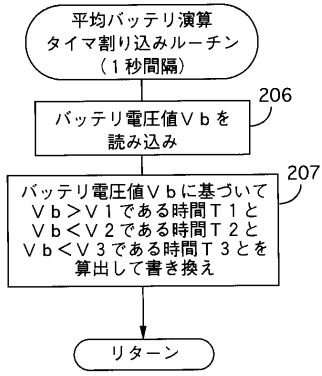 平均バッテリ演算
タイマ割り込みルーチン
(1秒間隔)
206
バッテリ電圧値Vbを
読み込み
207
バッテリ電圧値Vbに基づいて
Vb>V1である時間T1と
Vb<V2である時間T2と
Vb<V3である時間T3とを
算出して書き換え
リターン